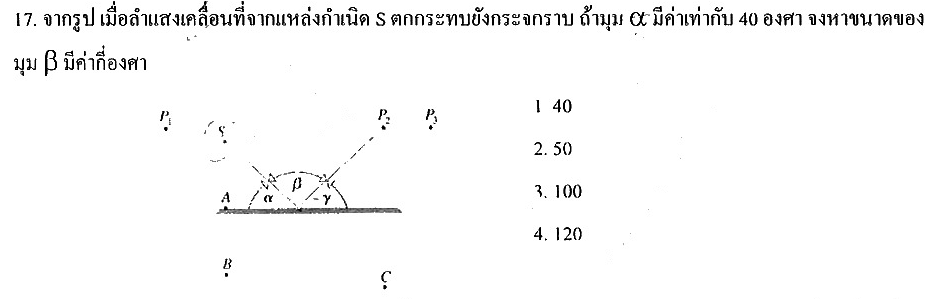 17. จากรูป เมื่อลำแสงเคลื่อนที่จากแหล่งกำเนิด S ตกกระทบยังกระจกราบ ถ้ามุม α มีค่าเท่ากับ 40 องศา จงหาขนาดของ
มุม β มีค่ากี่องศา
1 40
P₁
P₂
P₃
S
2. 50
β
3. 100
A
α
γ
4. 120
B
C